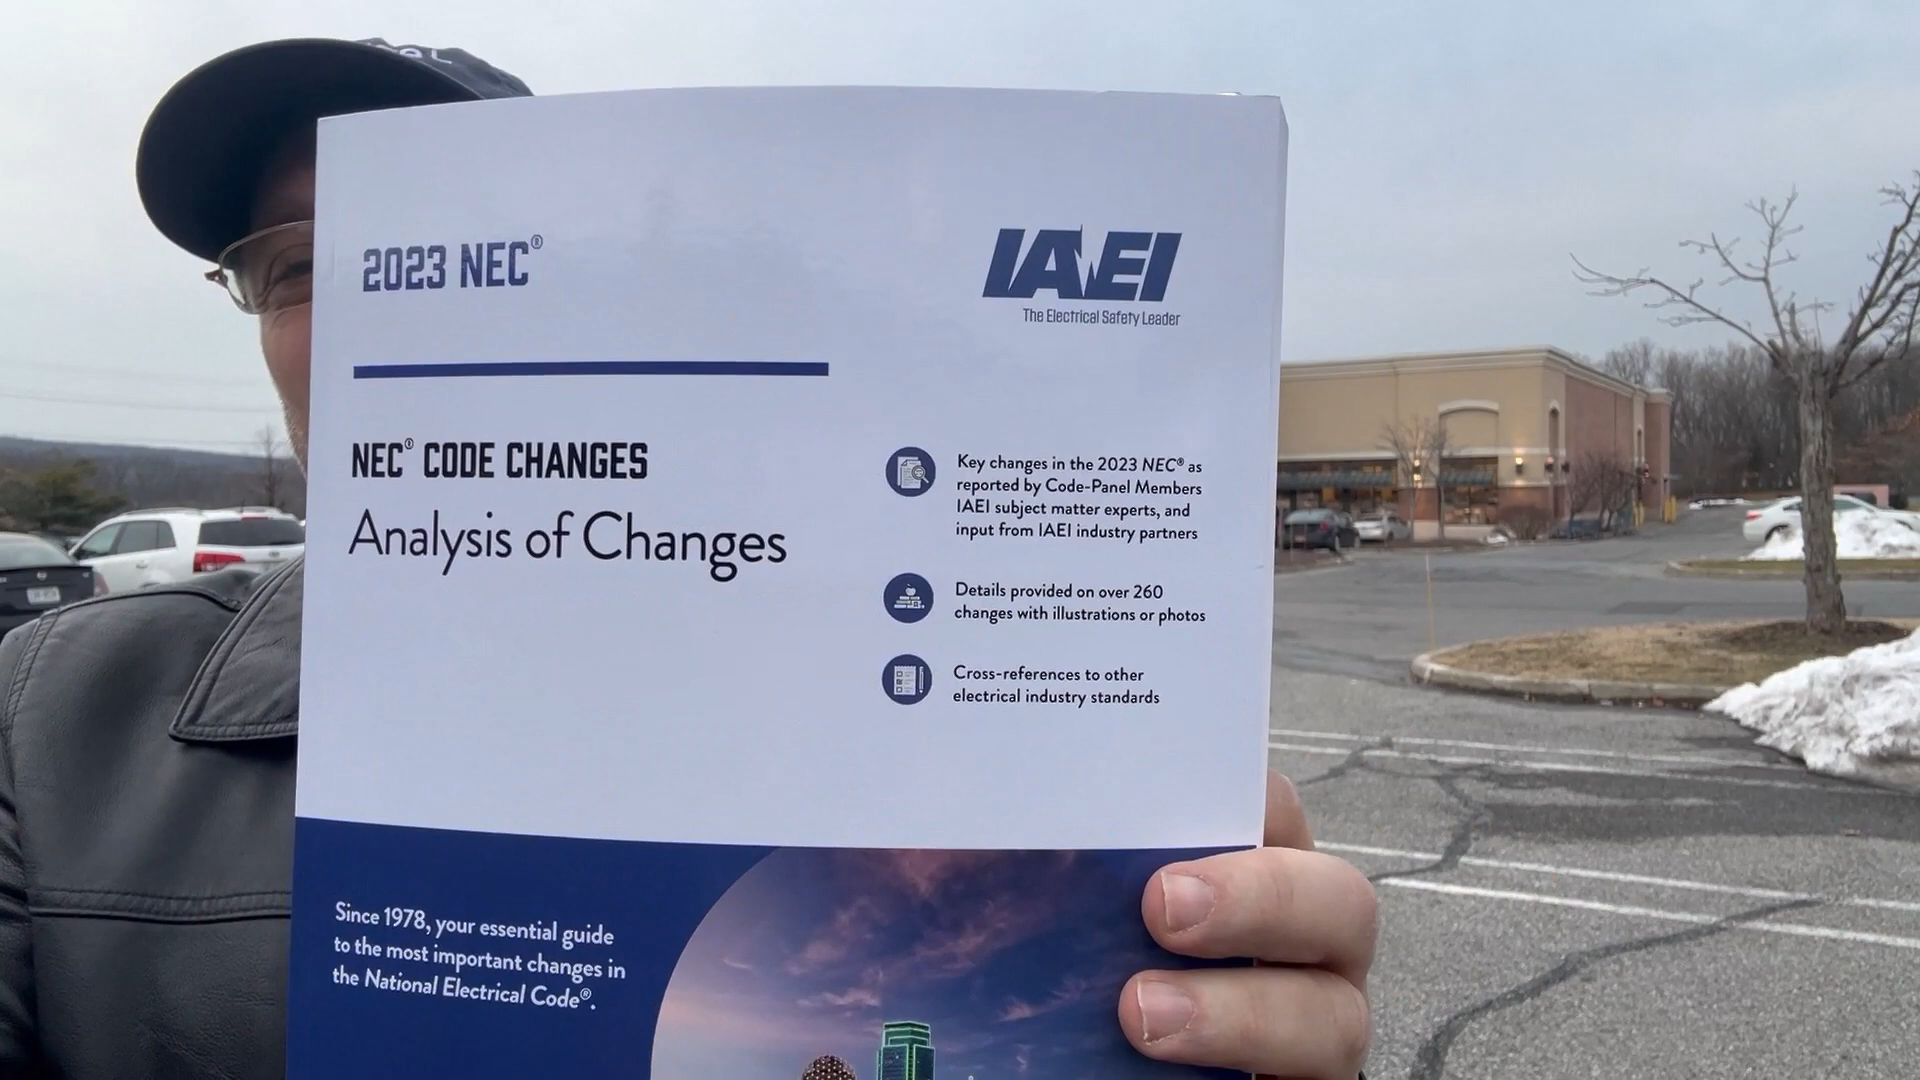 2023 NEC®
IAEI
The Electrical Safety Leader
NEC® CODE CHANGES
Analysis of Changes
Key changes in the 2023 NEC® as
reported by Code-Panel Members
IAEI subject matter experts, and
input from IAEI industry partners
Details provided on over 260
changes with illustrations or photos
Cross-references to other
electrical industry standards
Since 1978, your essential guide
to the most important changes in
the National Electrical Code®.